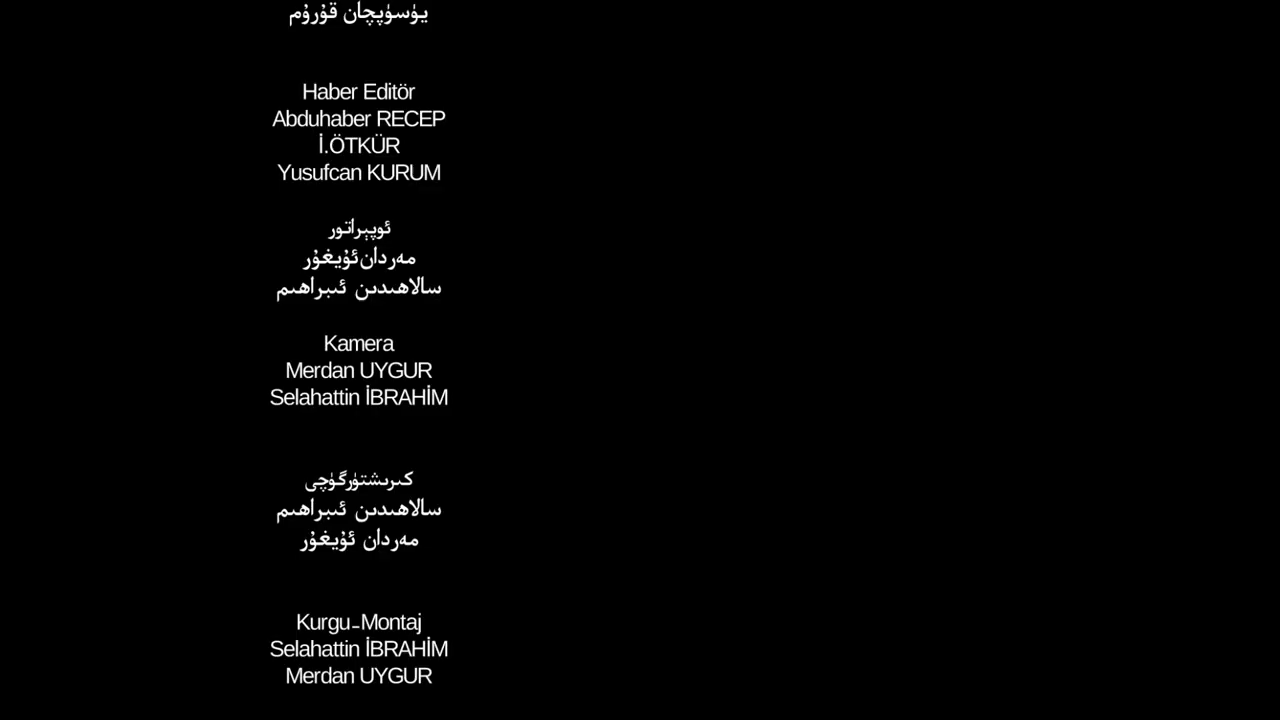 يۈسۈپچان قۇرۇم
Haber Editör
Abduhaber RECEP
İ.ÖTKÜR
Yusufcan KURUM
ئوپېراتور
مەردان ئۇيغۇر
سالاھىدىن ئىبراھىم
Kamera
Merdan UYGUR
Selahattin İBRAHİM
كىرىشتۈرگۈچى
سالاھىدىن ئىبراھىم
مەردان ئۇيغۇر
Kurgu-Montaj
Selahattin İBRAHİM
Merdan UYGUR